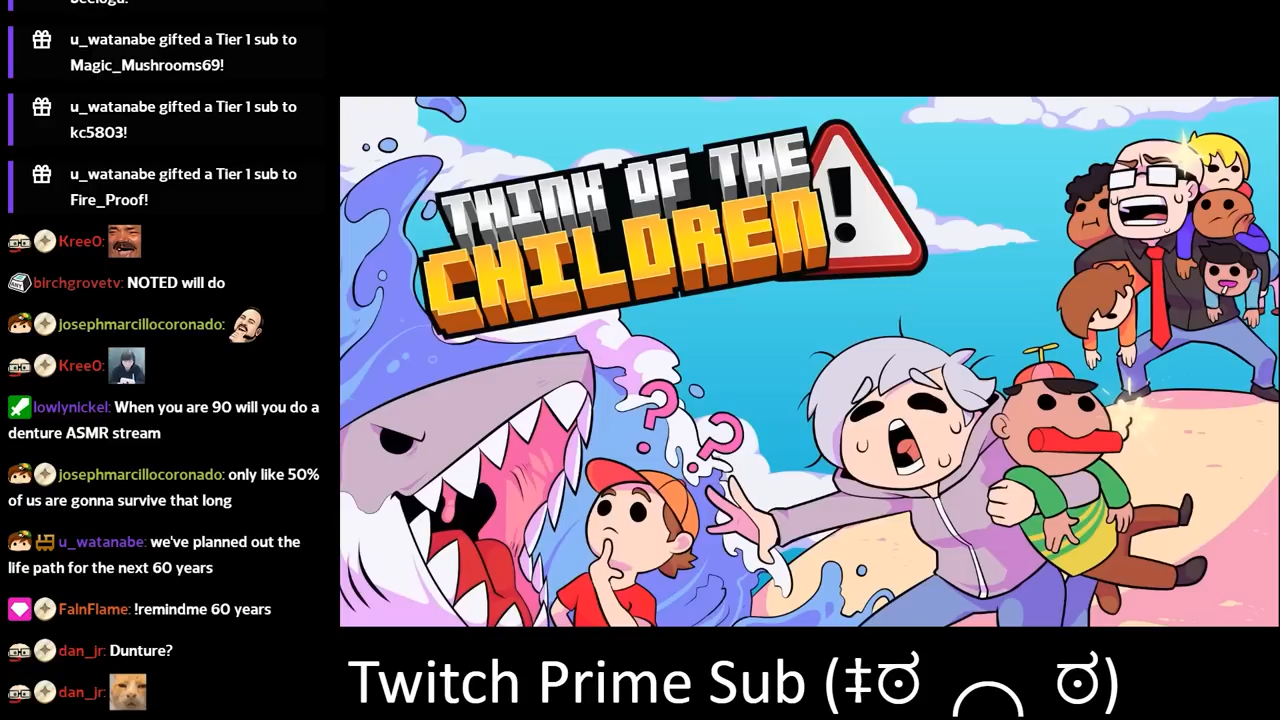 u_watanabe gifted a Tier 1 sub to
Magic_Mushrooms69!
u_watanabe gifted a Tier 1 sub to
kc5803!
u_watanabe gifted a Tier 1 sub to
Fire_Proof!
KreeO:
birchgrovetv: NOTED will do
josephmarcillocoronado:
KreeO:
lowlynickel: When you are 90 will you do a
denture ASMR stream
josephmarcillocoronado: only like 50%
of us are gonna survive that long
u_watanabe: we've planned out the
life path for the next 60 years
FalnFlame: !remindme 60 years
dan_jr: Dunture?
dan_jr:
THINK OF THE
CHILDREN!
? ?
Twitch Prime Sub (‡ಠ ╭╮ ಠ)